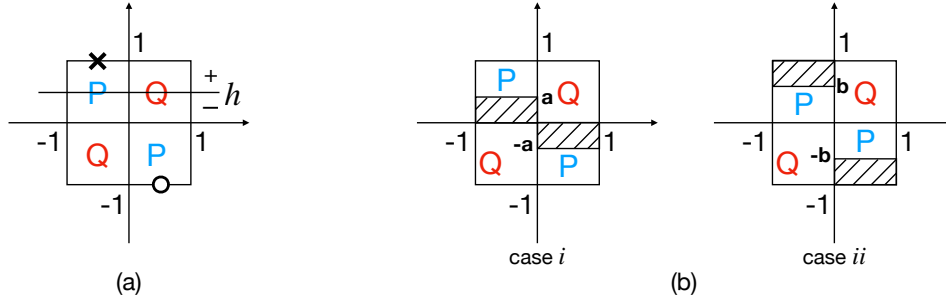 1
P Q
+
− h
-1 1
Q P
-1
(a)
1
P
a Q
-1 1
-a
Q P
-1
case i
1
b Q
P
-1 1
P
Q -b
-1
case ii
(b)